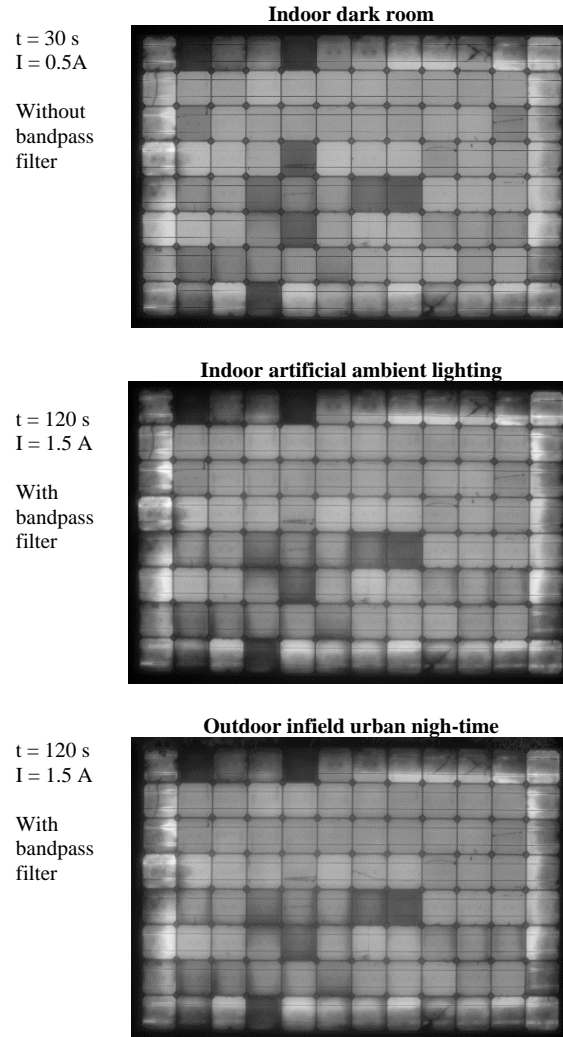 Indoor dark room
t = 30 s
I = 0.5A
Without
bandpass
filter
Indoor artificial ambient lighting
t = 120 s
I = 1.5 A
With
bandpass
filter
Outdoor infield urban nigh-time
t = 120 s
I = 1.5 A
With
bandpass
filter